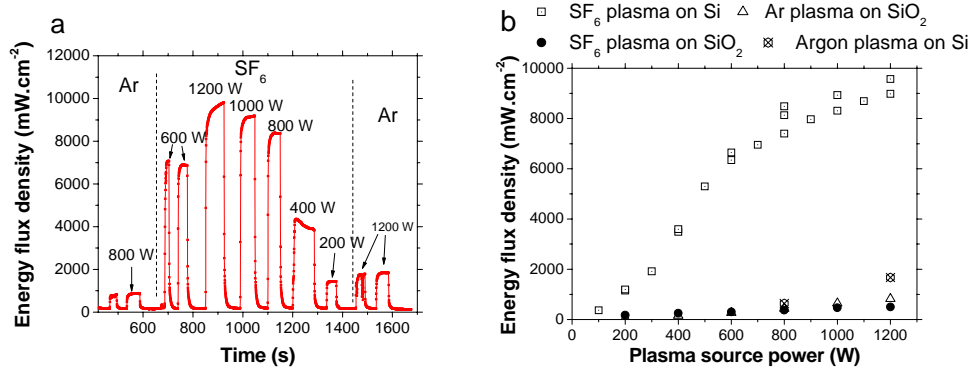 a
Energy flux density (mW.cm-2)
12000
10000
8000
6000
4000
2000
0
Ar
SF6
Ar
1200 W
1000 W
800 W
600 W
400 W
200 W
1200 W
800 W
600 800 1000 1200 1400 1600
Time (s)
b
SF6 plasma on Si
Ar plasma on SiO2
SF6 plasma on SiO2
Argon plasma on Si
Energy flux density (mW.cm-2)
10000
8000
6000
4000
2000
0
0 200 400 600 800 1000 1200
Plasma source power (W)